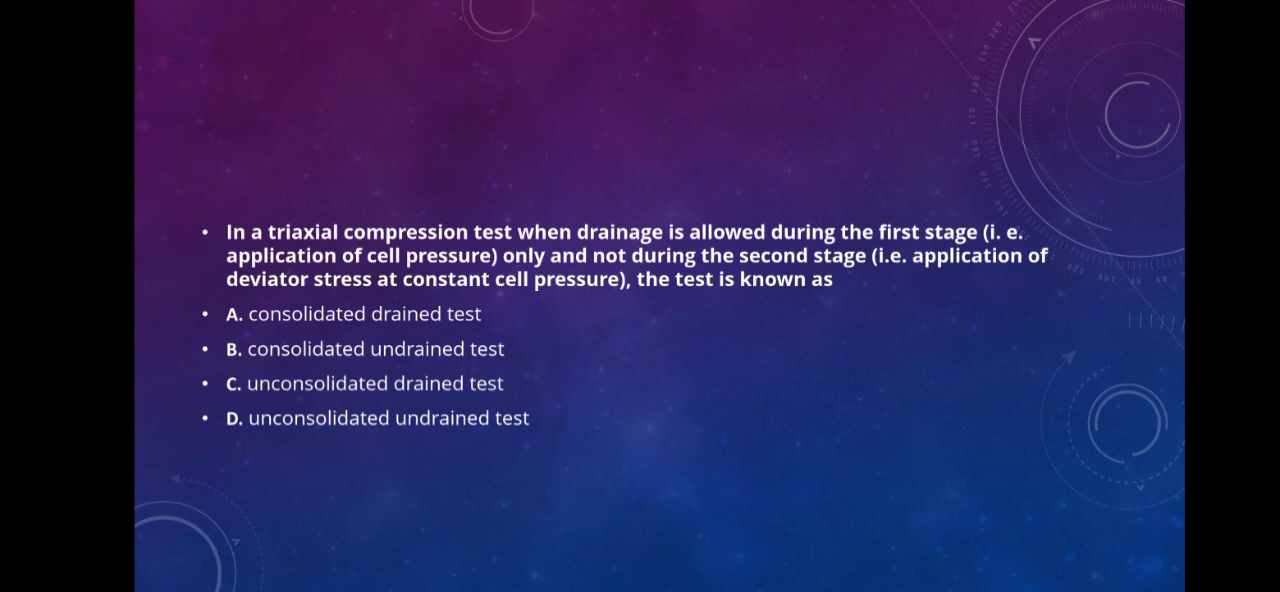 • In a triaxial compression test when drainage is allowed during the first stage (i. e.
application of cell pressure) only and not during the second stage (i.e. application of
deviator stress at constant cell pressure), the test is known as
• A. consolidated drained test
• B. consolidated undrained test
• C. unconsolidated drained test
• D. unconsolidated undrained test